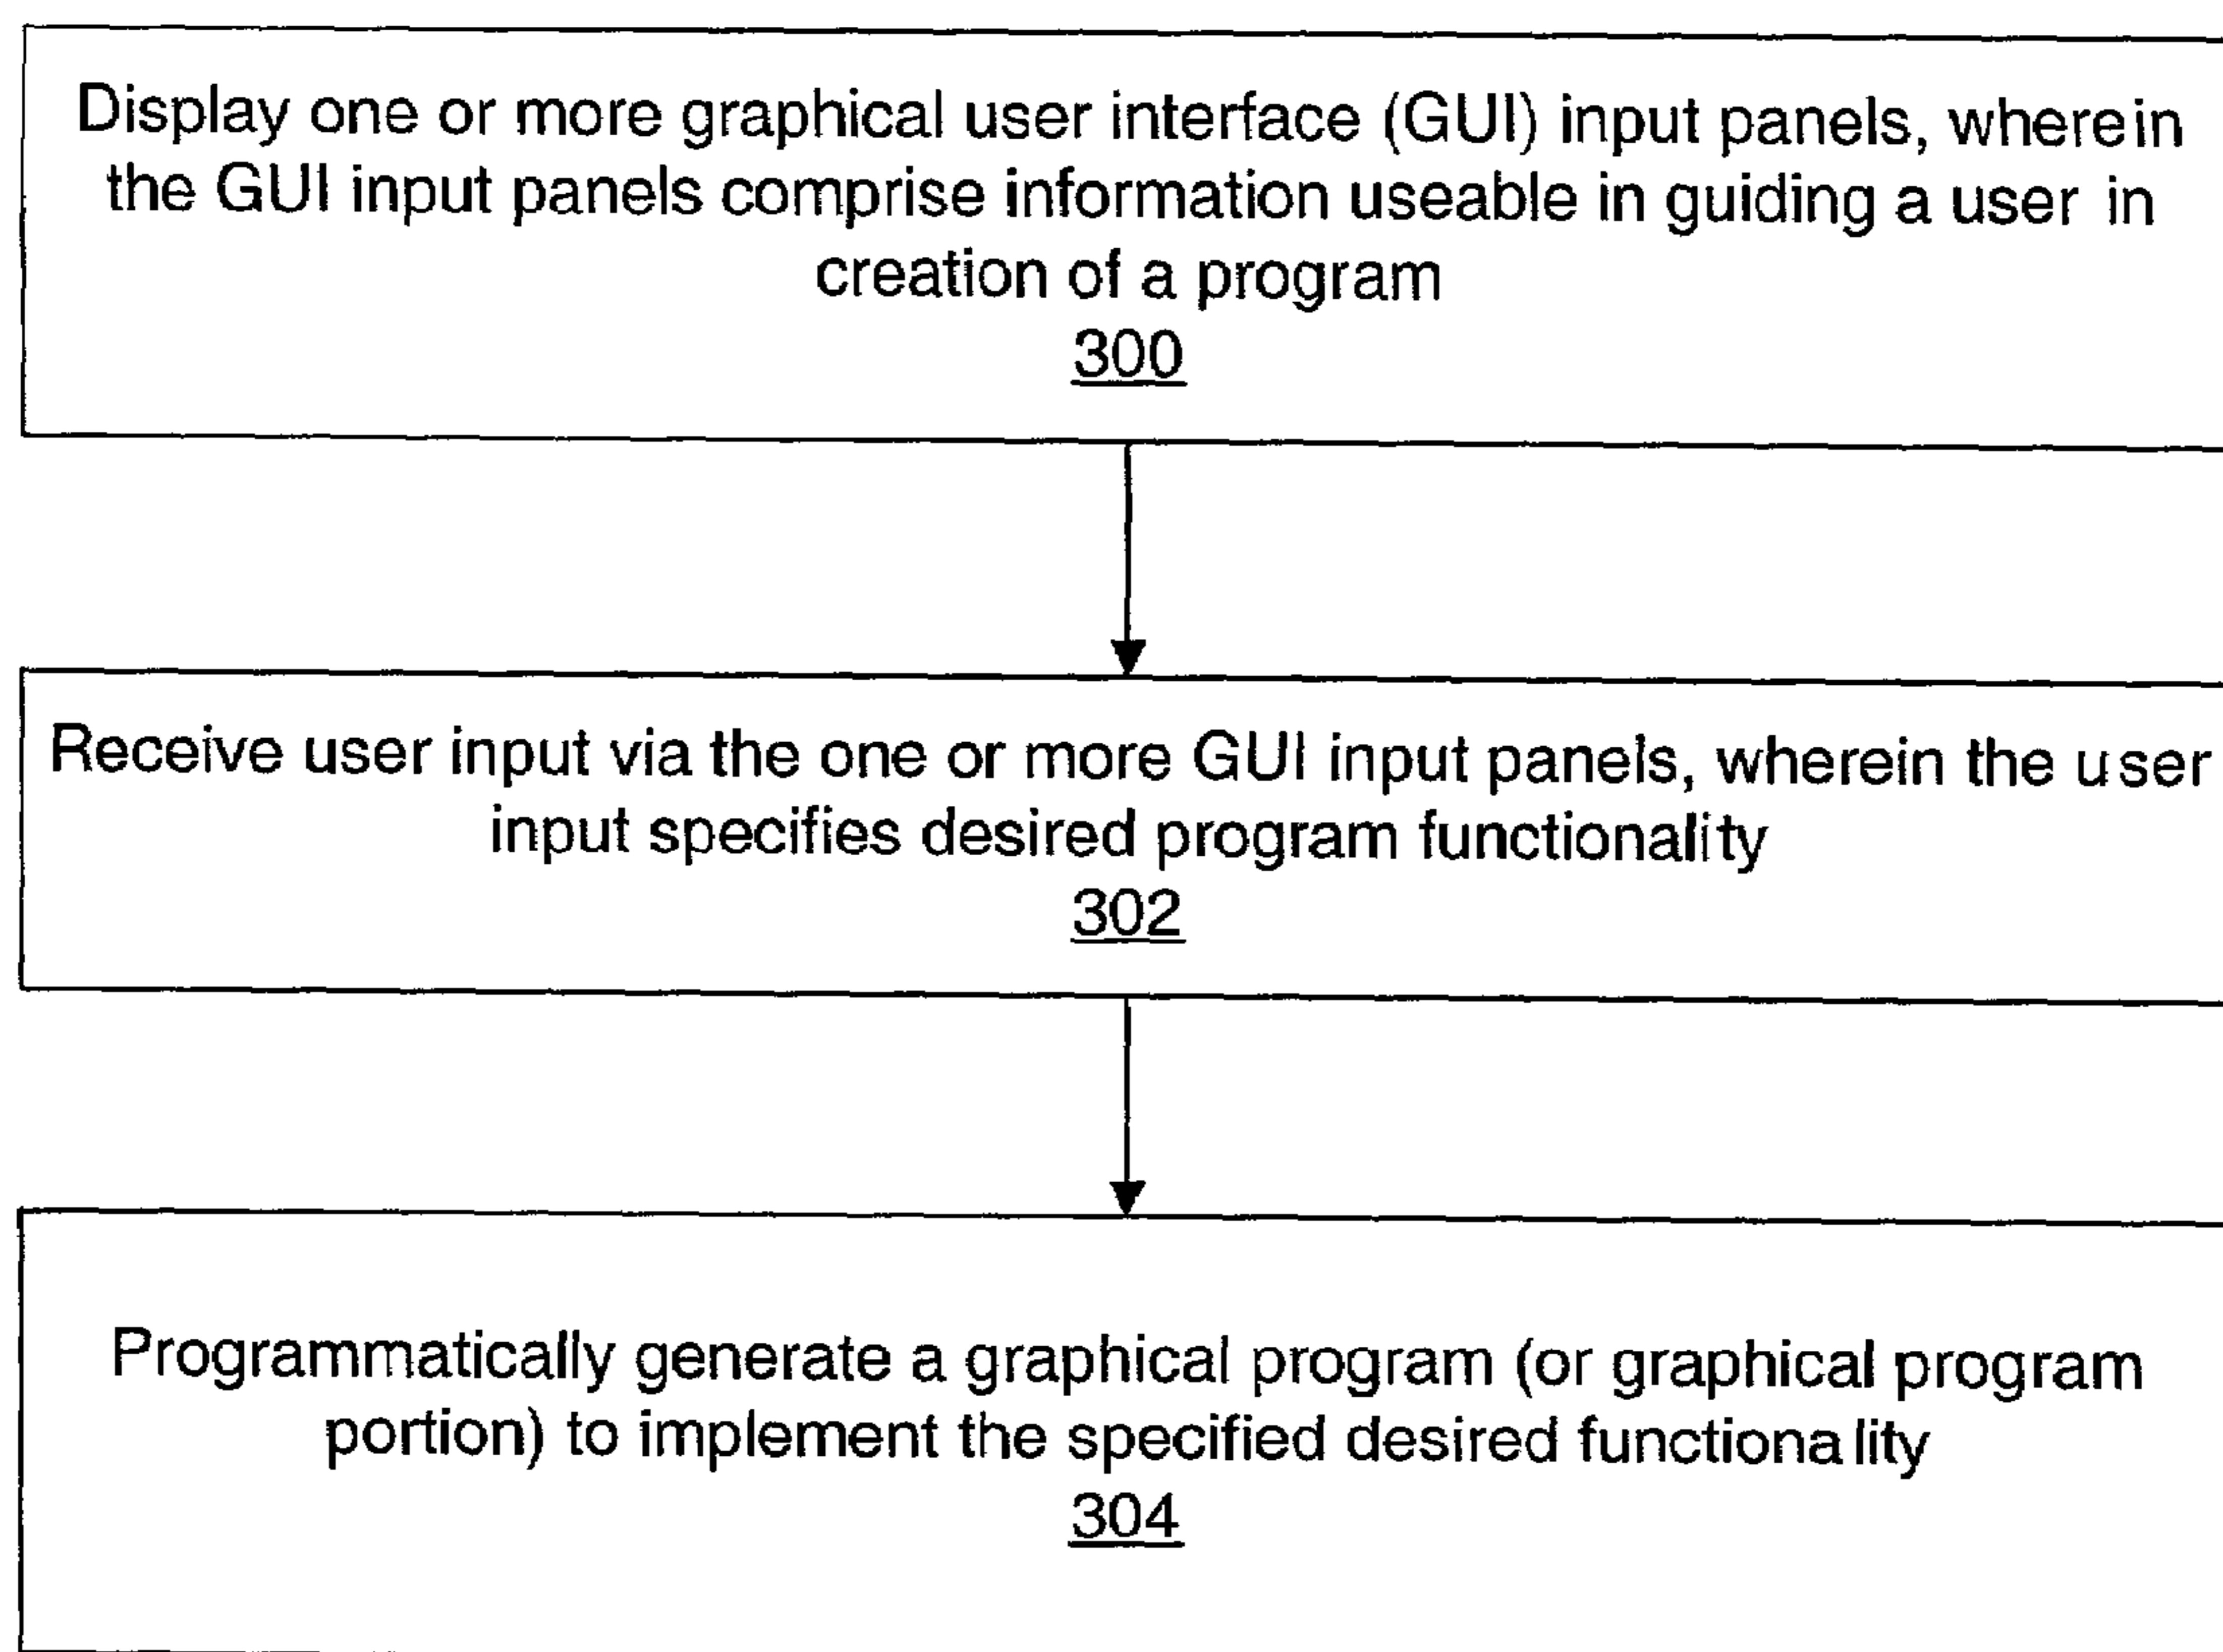 Display one or more graphical user interface (GUI) input panels, wherein
the GUI input panels comprise information useable in guiding a user in
creation of a program
300
Receive user input via the one or more GUI input panels, wherein the user
input specifies desired program functionality
302
Programmatically generate a graphical program (or graphical program
portion) to implement the specified desired functionality
304